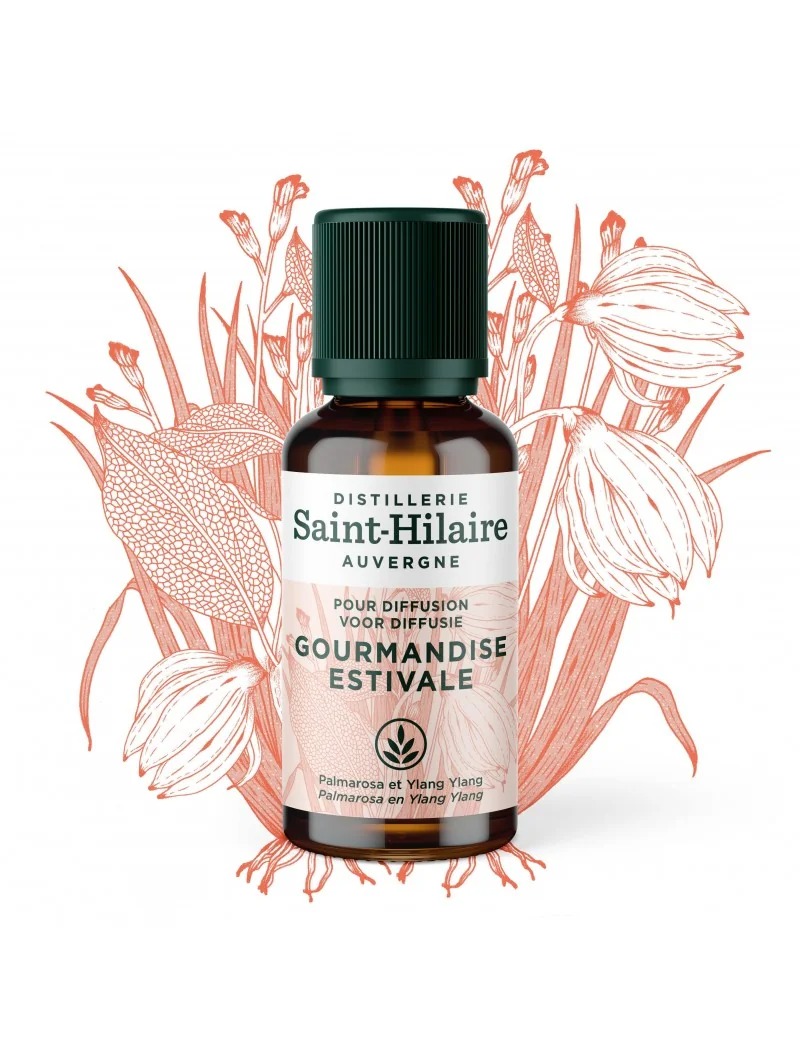 DISTILLERIE
Saint-Hilaire
AUVERGNE
POUR DIFFUSION
VOOR DIFFUSIE
GOURMANDISE
ESTIVALE
Palmarosa et Ylang Ylang
Palmarosa en Ylang Ylang